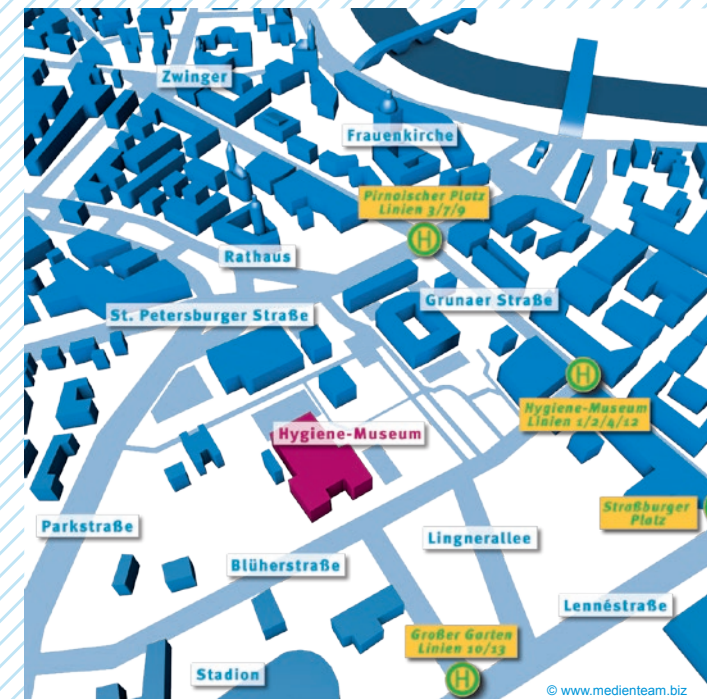 Zwinger
Frauenkirche
Pirnaischer Platz
Linien 3/7/9
H
Rathaus
Grunaer Straße
St. Petersburger Straße
H
Hygiene-Museum
Linien 1/2/4/12
Hygiene-Museum
Straßburger
Platz
Parkstraße
Lingnerallee
Blüherstraße
Lennéstraße
Großer Garten
Linien 10/13
H
Stadion
© www.medienteam.biz